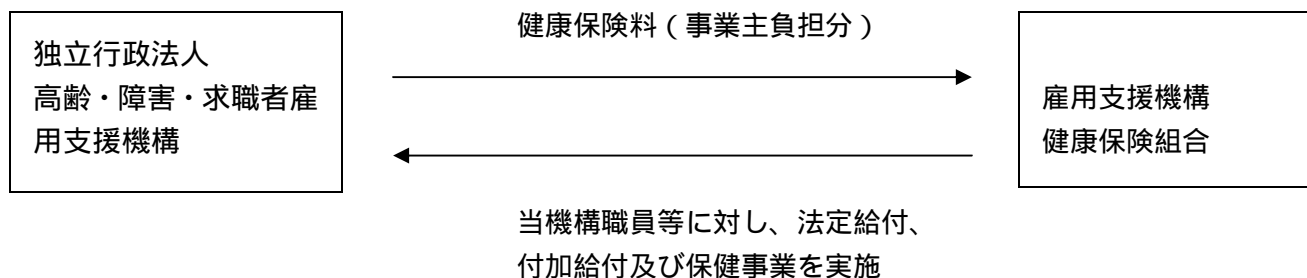 健康保険料(事業主負担分)
独立行政法人
高齢・障害・求職者雇
用支援機構
雇用支援機構
健康保険組合
当機構職員等に対し、法定給付、
付加給付及び保健事業を実施